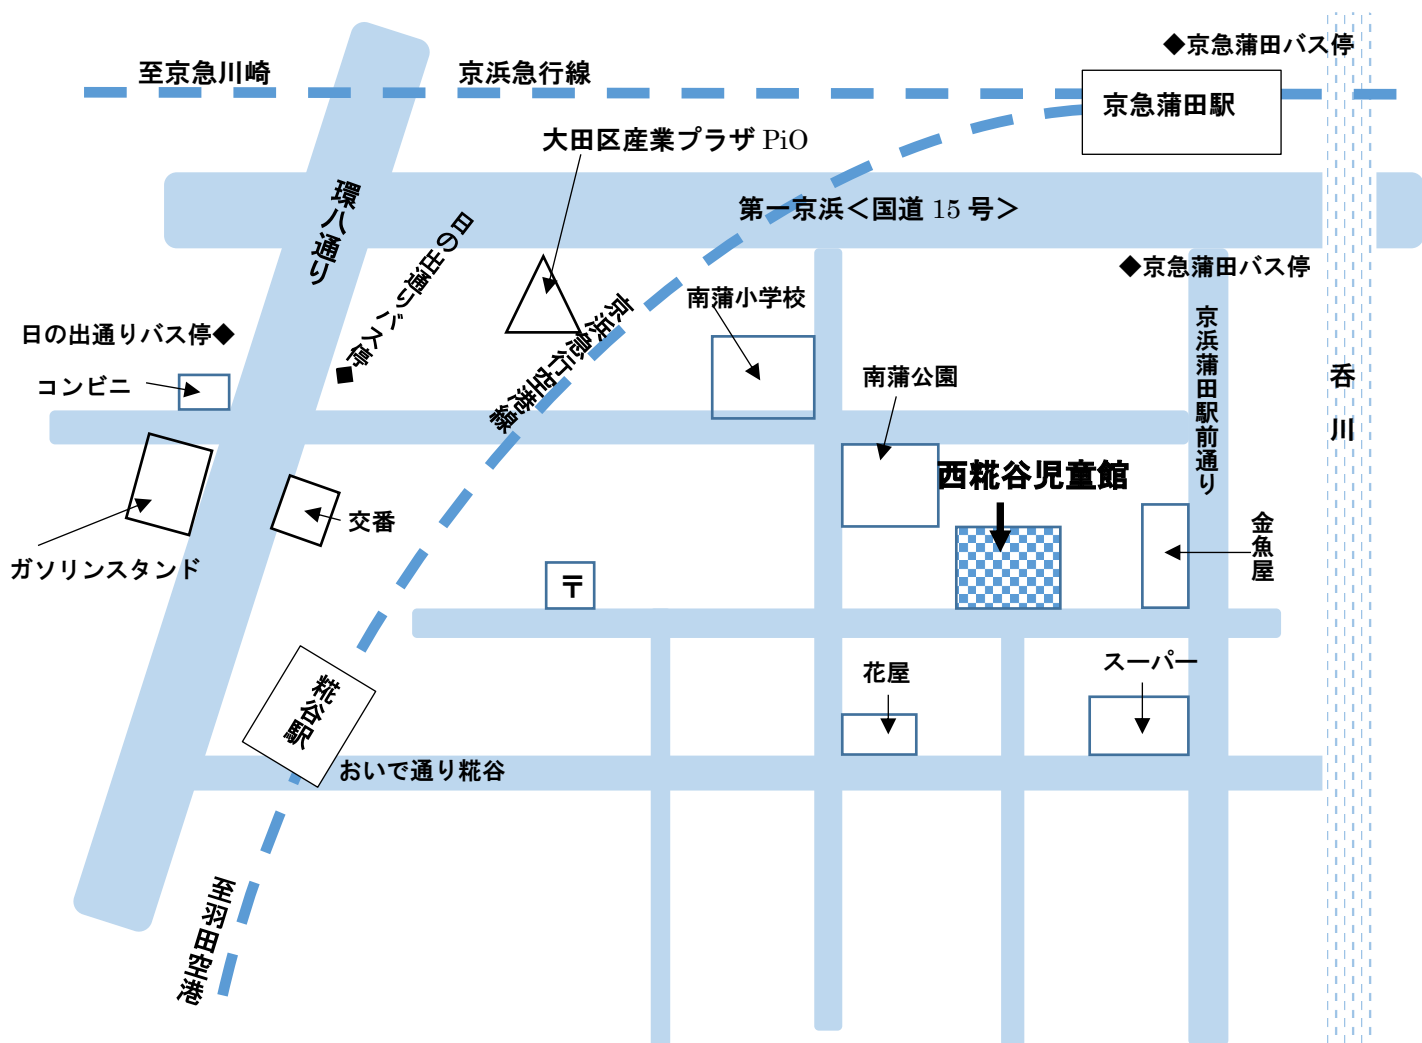 ◆京急蒲田バス停
至京急川崎
京浜急行線
京急蒲田駅
大田区産業プラザ PiO
環八通り
日の出通りバス停◆
第一京浜＜国道 15 号＞
◆京急蒲田バス停
京浜急行空港線
南蒲小学校
京浜蒲田駅前通り
日の出通りバス停◆
コンビニ
南蒲公園
呑川
西糀谷児童館
交番
金魚屋
ガソリンスタンド
〒
糀谷駅
花屋
スーパー
おいで通り糀谷
至羽田空港